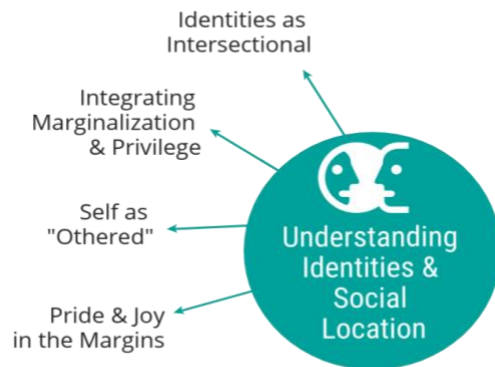 Identities as
Intersectional
Integrating
Marginalization
& Privilege
Self as
"Othered"
Pride & Joy
in the Margins
Understanding
Identities &
Social
Location